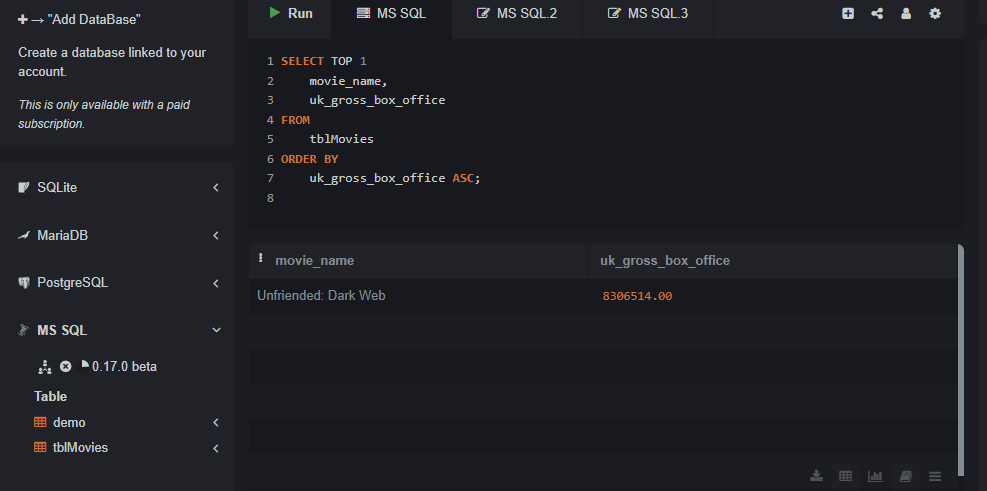 → "Add DataBase"
Create a database linked to your
account.
This is only available with a paid
subscription.
SQLite
MariaDB
PostgreSQL
MS SQL
0.17.0 beta
Table
demo
tblMovies
Run
MS SQL
MS SQL.2
MS SQL.3
1 SELECT TOP 1
2 movie_name,
3 uk_gross_box_office
4 FROM
5 tblMovies
6 ORDER BY
7 uk_gross_box_office ASC;
8
movie_name uk_gross_box_office
Unfriended: Dark Web 8306514.00